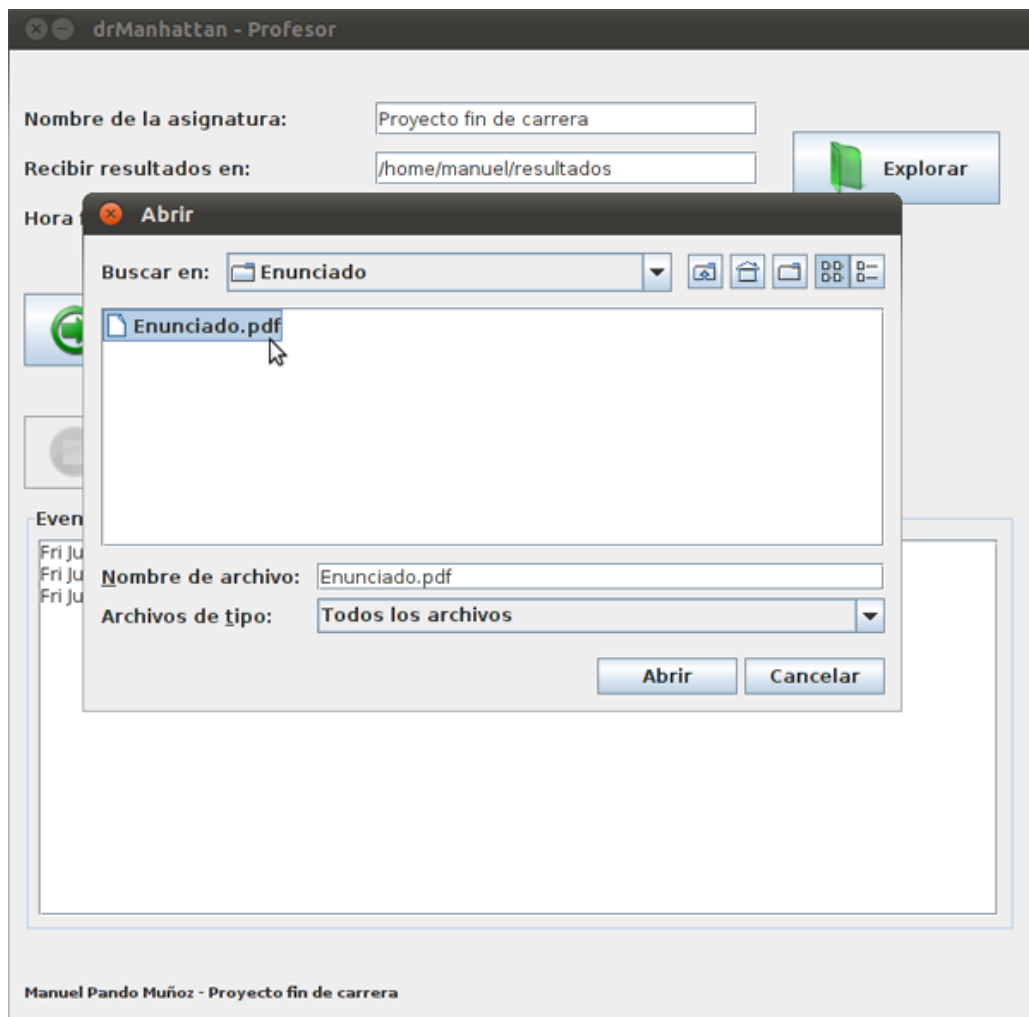 drManhattan - Profesor
Nombre de la asignatura: Proyecto fin de carrera
Recibir resultados en: /home/manuel/resultados
Explorar
Hora
Abrir
Buscar en: Enunciado
Enunciado.pdf
Even
Fri Ju
Fri Ju
Fri Ju
Nombre de archivo: Enunciado.pdf
Archivos de tipo: Todos los archivos
Abrir Cancelar
Manuel Pando Muñoz - Proyecto fin de carrera